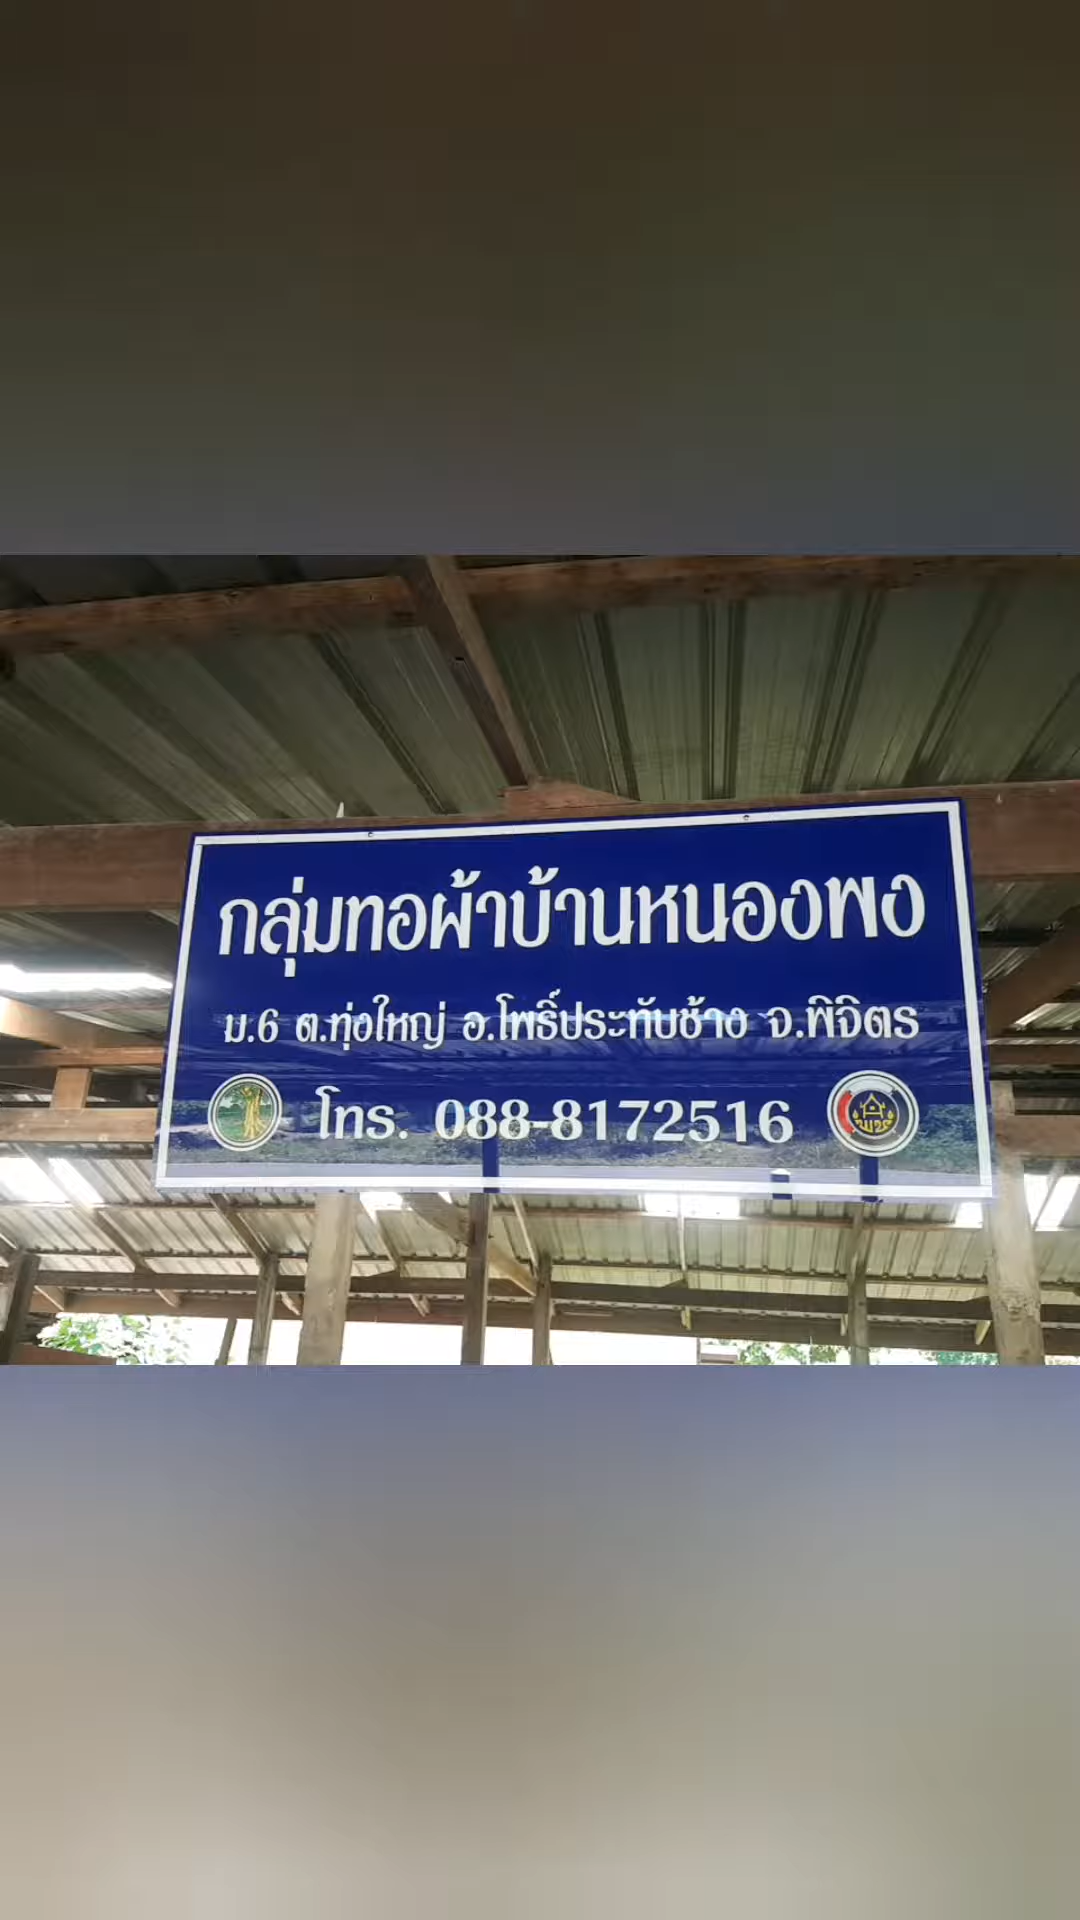 กลุ่มทอผ้าบ้านหนองพง
ม.6 ต.ทุ่งใหญ่ อ.โพธิ์ประทับช้าง จ.พิจิตร
โทร. 088-8172516